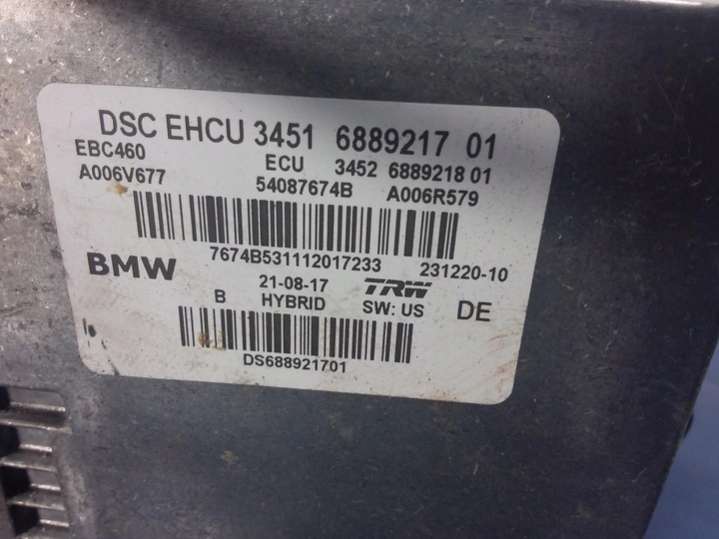 DSC EHCU 3451 6889217 01
EBC460 ECU 3452 6889218 01
A006V677 54087674B A006R579
7674B531112017233 231220-10
BMW 21-08-17 TRW
B HYBRID SW: US DE
DS688921701